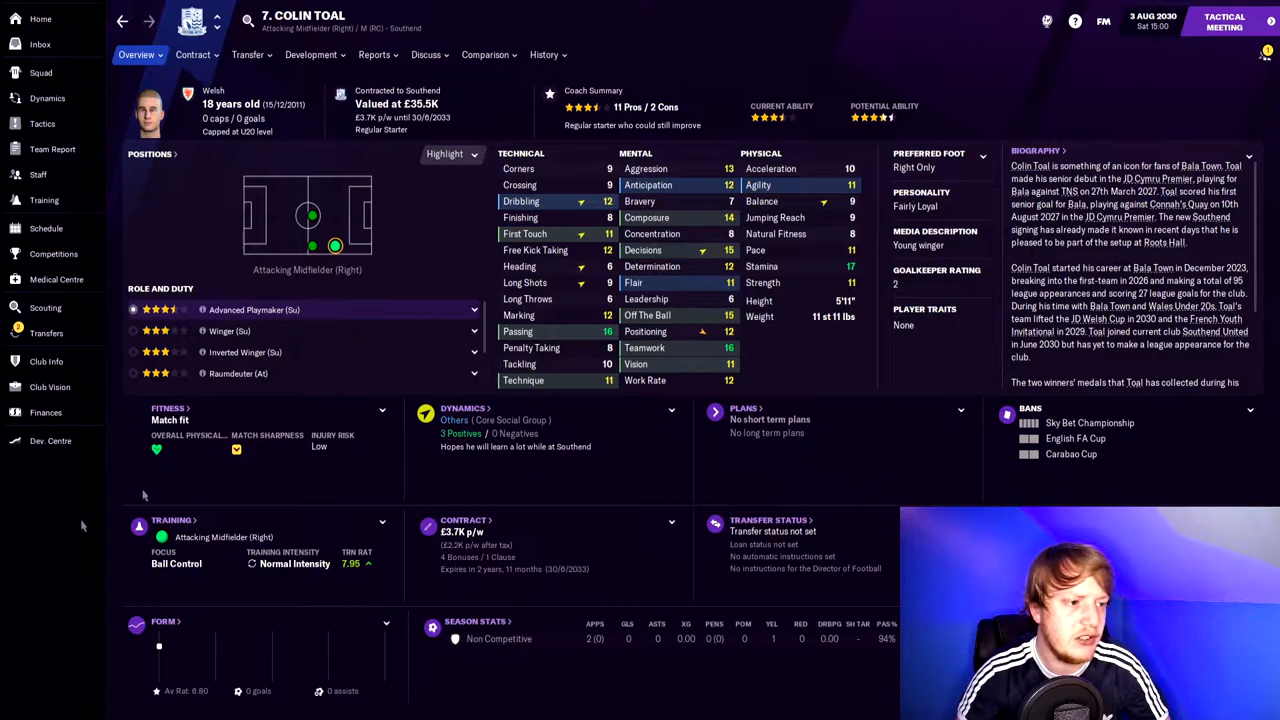 7. COLIN TOAL
Attacking Midfielder (Right) / M (RC) - Southend
FM
3 AUG 2030
Sat 15:00
TACTICAL
MEETING
Home
Inbox
Squad
Dynamics
Tactics
Team Report
Staff
Training
Schedule
Competitions
Medical Centre
Scouting
2
Transfers
Club Info
Club Vision
Finances
Dev. Centre
Overview
Contract
Transfer
Development
Reports
Discuss
Comparison
History
1
Welsh
18 years old (15/12/2011)
0 caps / 0 goals
Capped at U20 level
Contracted to Southend
Valued at £35.5K
£3.7K p/w until 30/6/2033
Regular Starter
Coach Summary
11 Pros / 2 Cons
Regular starter who could still improve
CURRENT ABILITY
POTENTIAL ABILITY
POSITIONS
Highlight
Attacking Midfielder (Right)
ROLE AND DUTY
Advanced Playmaker (Su)
Winger (Su)
Inverted Winger (Su)
Raumdeuter (At)
TECHNICAL
Corners 9
Crossing 9
Dribbling 12
Finishing 8
First Touch 11
Free Kick Taking 12
Heading 6
Long Shots 9
Long Throws 6
Marking 12
Passing 16
Penalty Taking 8
Tackling 10
Technique 11
MENTAL
Aggression 13
Anticipation 12
Bravery 7
Composure 14
Concentration 8
Decisions 15
Determination 12
Flair 11
Leadership 6
Off The Ball 15
Positioning 12
Teamwork 16
Vision 11
Work Rate 12
PHYSICAL
Acceleration 10
Agility 11
Balance 9
Jumping Reach 9
Natural Fitness 8
Pace 11
Stamina 17
Strength 11
Height 5'11"
Weight 11 st 11 lbs
PREFERRED FOOT
Right Only
PERSONALITY
Fairly Loyal
MEDIA DESCRIPTION
Young winger
GOALKEEPER RATING
2
PLAYER TRAITS
None
BIOGRAPHY
Colin Toal is something of an icon for fans of Bala Town. Toal
made his senior debut in the JD Cymru Premier, playing for
Bala against TNS on 27th March 2027. Toal scored his first
senior goal for Bala, playing against Connah's Quay on 10th
August 2027 in the JD Cymru Premier. The new Southend
signing has already made it known in recent days that he is
pleased to be part of the setup at Roots Hall.
Colin Toal started his career at Bala Town in December 2023,
breaking into the first-team in 2026 and making a total of 95
league appearances and scoring 27 league goals for the club.
During his time with Bala Town and Wales Under 20s, Toal's
team lifted the JD Welsh Cup in 2030 and the French Youth
Invitational in 2029. Toal joined current club Southend United
in June 2030 but has yet to make a league appearance for the
club.
The two winners' medals that Toal has collected during his
FITNESS
Match fit
OVERALL PHYSICAL... MATCH SHARPNESS INJURY RISK
Low
DYNAMICS
Others ( Core Social Group )
3 Positives / 0 Negatives
Hopes he will learn a lot while at Southend
PLANS
No short term plans
No long term plans
BANS
Sky Bet Championship
English FA Cup
Carabao Cup
TRAINING
Attacking Midfielder (Right)
FOCUS TRAINING INTENSITY TRN RAT
Ball Control Normal Intensity 7.95
CONTRACT
£3.7K p/w
(£2.2K p/w after tax)
4 Bonuses / 1 Clause
Expires in 2 years, 11 months (30/6/2033)
TRANSFER STATUS
Transfer status not set
Loan status not set
No automatic instructions set
No instructions for the Director of Football
FORM
Av Rat: 6.80 0 goals 0 assists
SEASON STATS APPS GLS ASTS XG PENS POM YEL RED DRBPG SH TAR PAS%
Non Competitive 2 (0) 0 0 0.00 0 (0) 0 1 0 0.00 - 94%